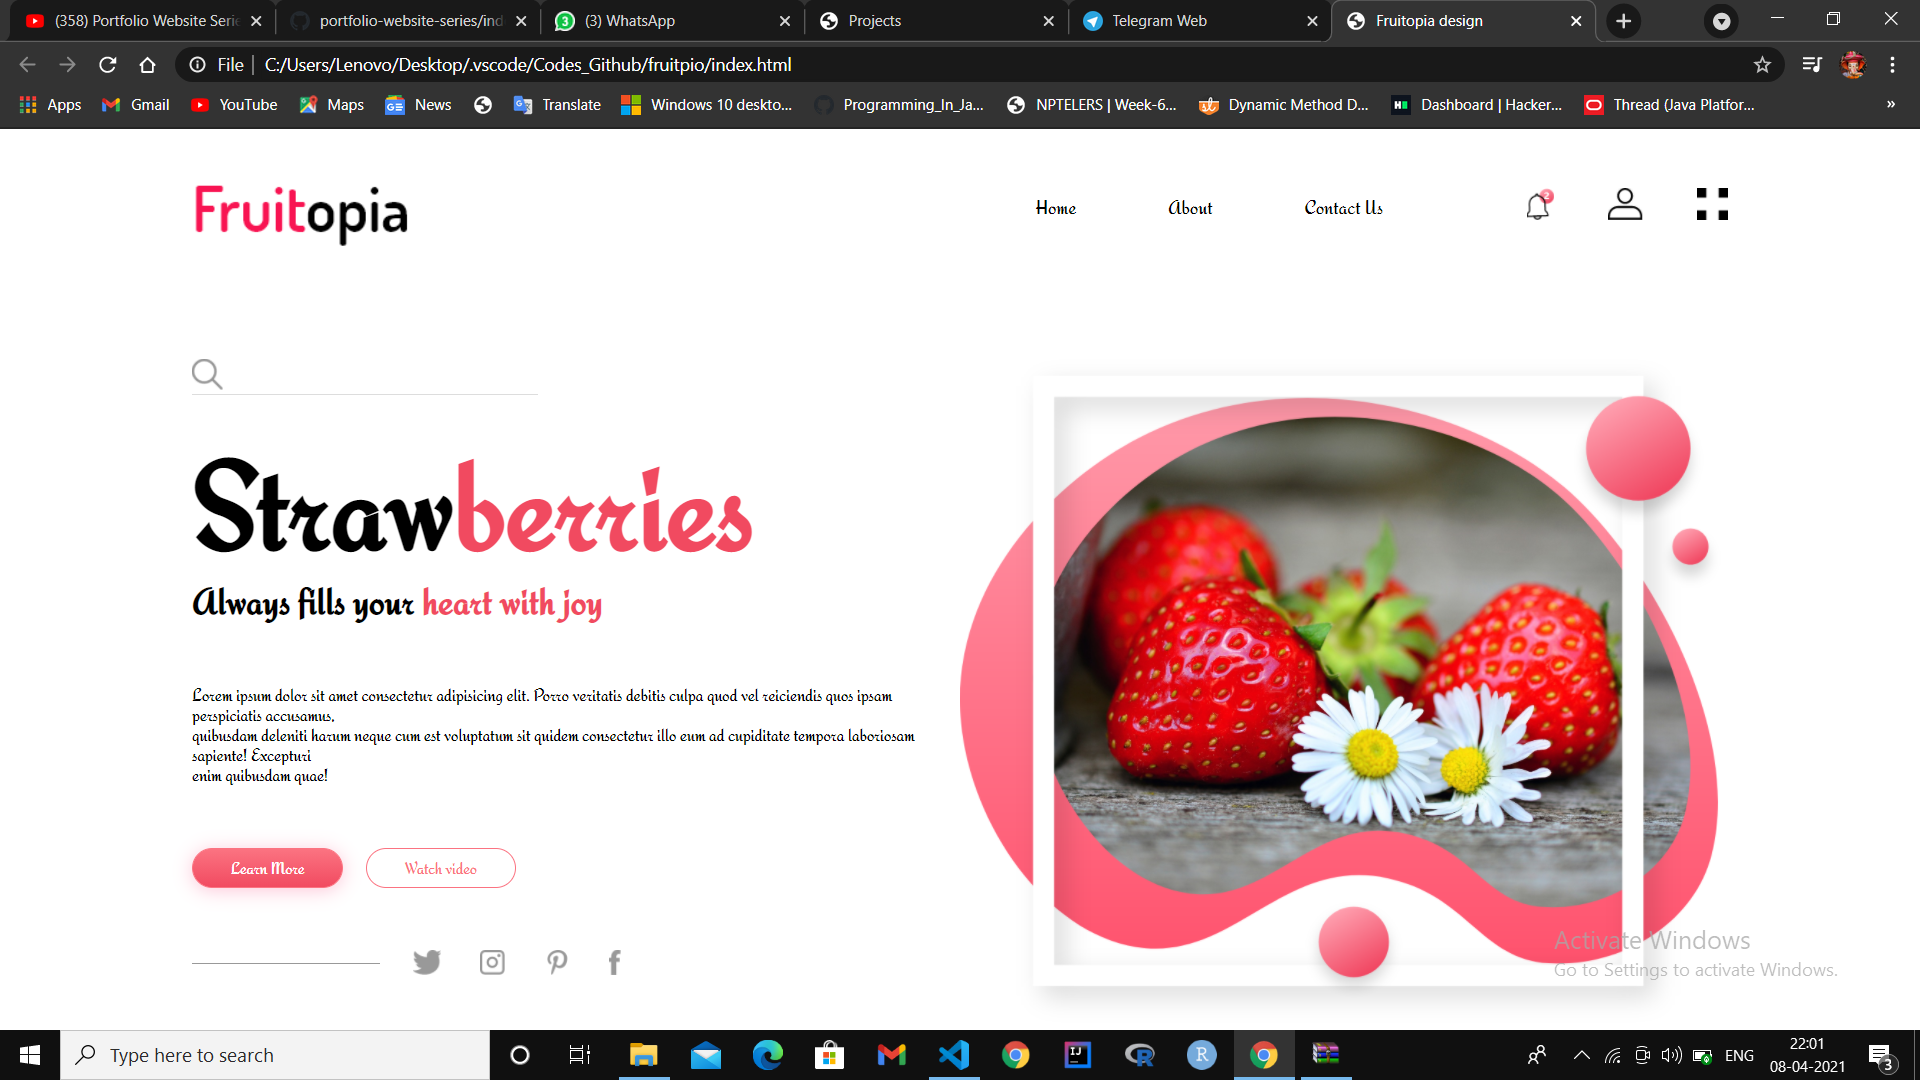 (358) Portfolio Website Serie
portfolio-website-series/ind
(3) WhatsApp
Projects
Telegram Web
Fruitopia design
File | C:/Users/Lenovo/Desktop/.vscode/Codes_Github/fruitpio/index.html
Apps
Gmail
YouTube
Maps
News
Translate
Windows 10 deskto...
Programming_In_Ja...
NPTELERS | Week-6...
Dynamic Method D...
Dashboard | Hacker...
Thread (Java Platfor...
»
Fruitopia
Home
About
Contact Us
2
Strawberries
Always fills your heart with joy
Lorem ipsum dolor sit amet consectetur adipisicing elit. Porro veritatis debitis culpa quod vel reiciendis quos ipsam
perspiciatis accusamus,
quibusdam deleniti harum neque cum est voluptatum sit quidem consectetur illo eum ad cupiditate tempora laboriosam
sapiente! Excepturi
enim quibusdam quae!
Learn More
Watch video
Activate Windows
Go to Settings to activate Windows.
Type here to search
ENG
22:01
08-04-2021
3